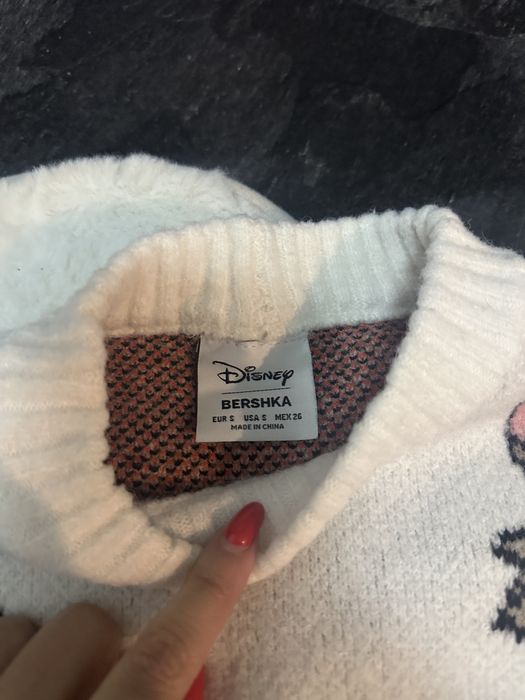 Disney
BERSHKA
EUR S USA S MEX 26
MADE IN CHINA